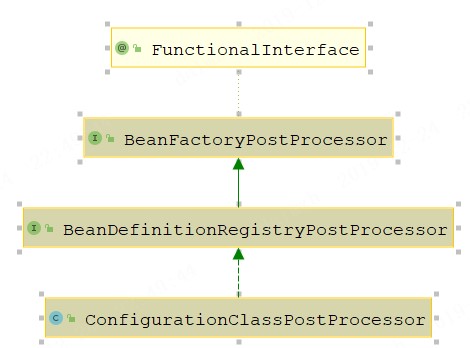 @ FunctionalInterface
I BeanFactoryPostProcessor
I BeanDefinitionRegistryPostProcessor
C ConfigurationClassPostProcessor